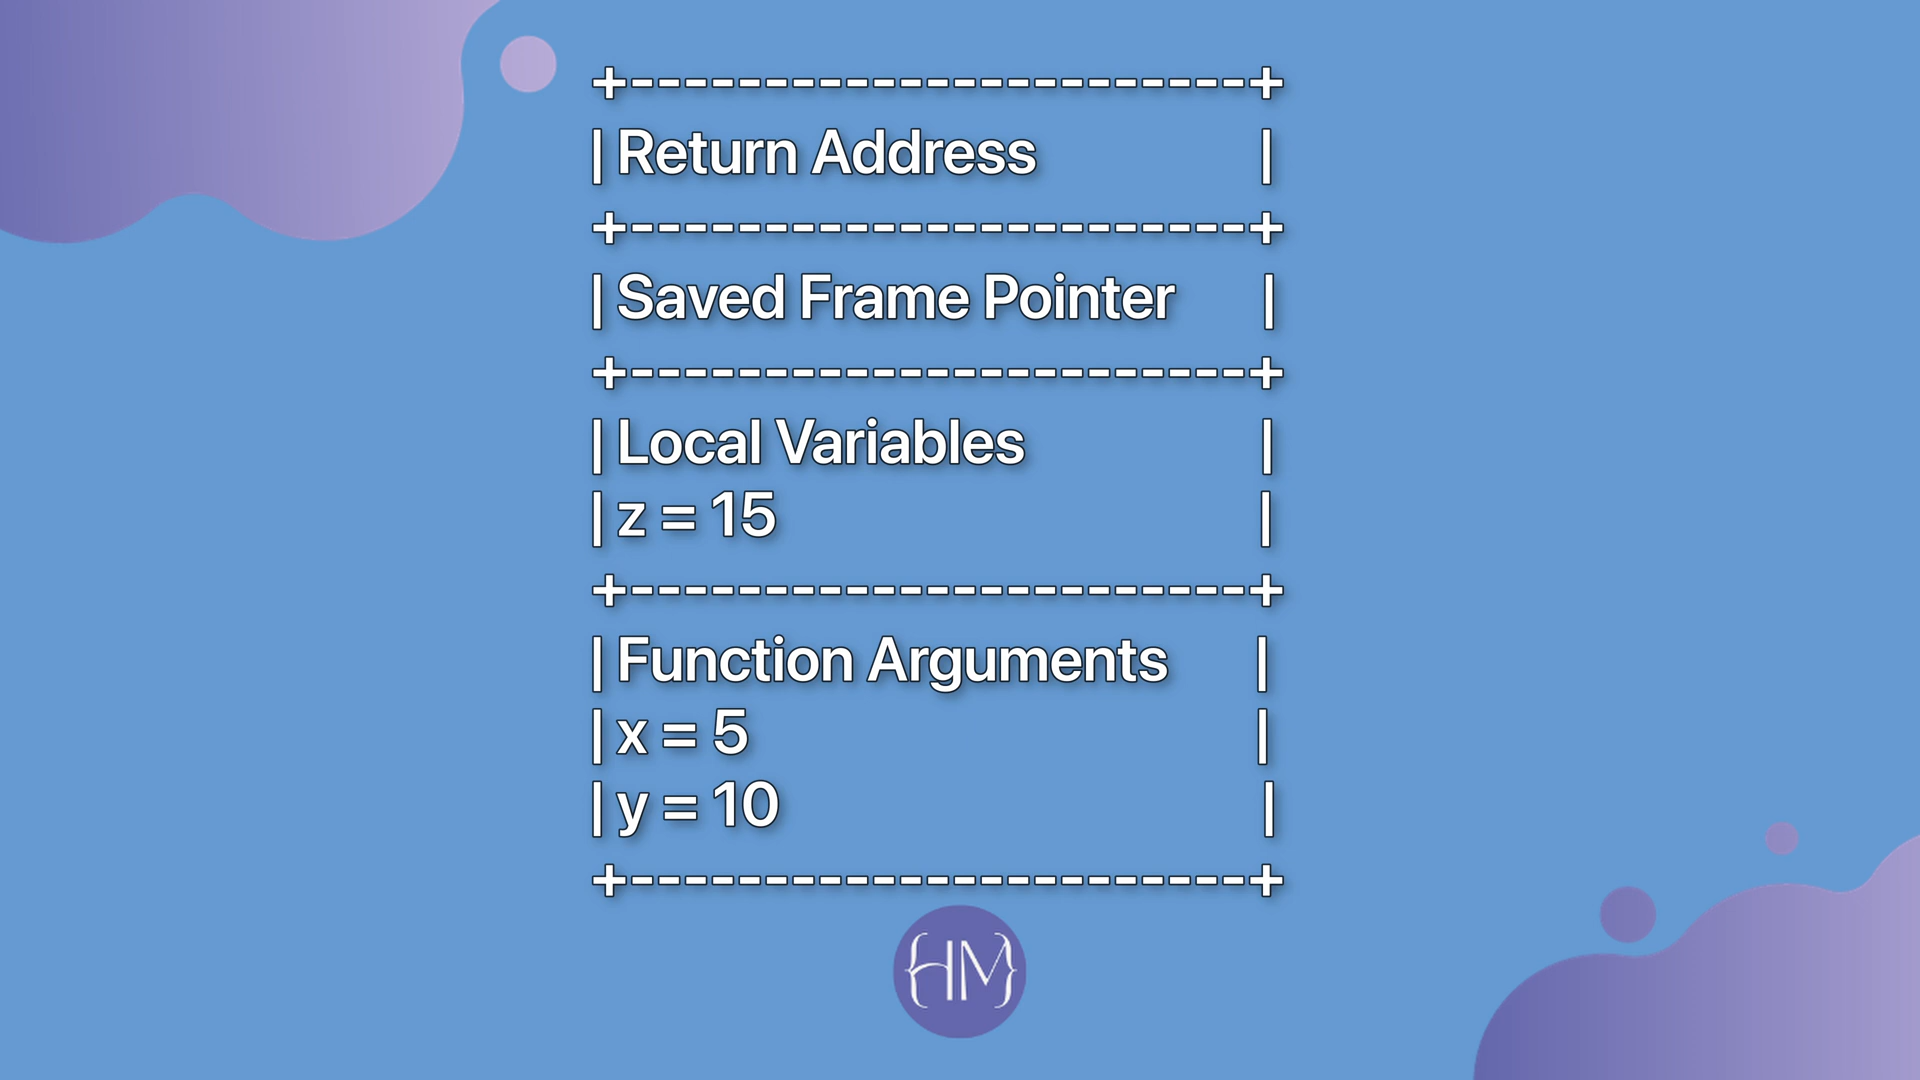 +-----------------------+
| Return Address |
+-----------------------+
| Saved Frame Pointer |
+-----------------------+
| Local Variables |
| z = 15 |
+-----------------------+
| Function Arguments |
| x = 5 |
| y = 10 |
+-----------------------+
{HM}